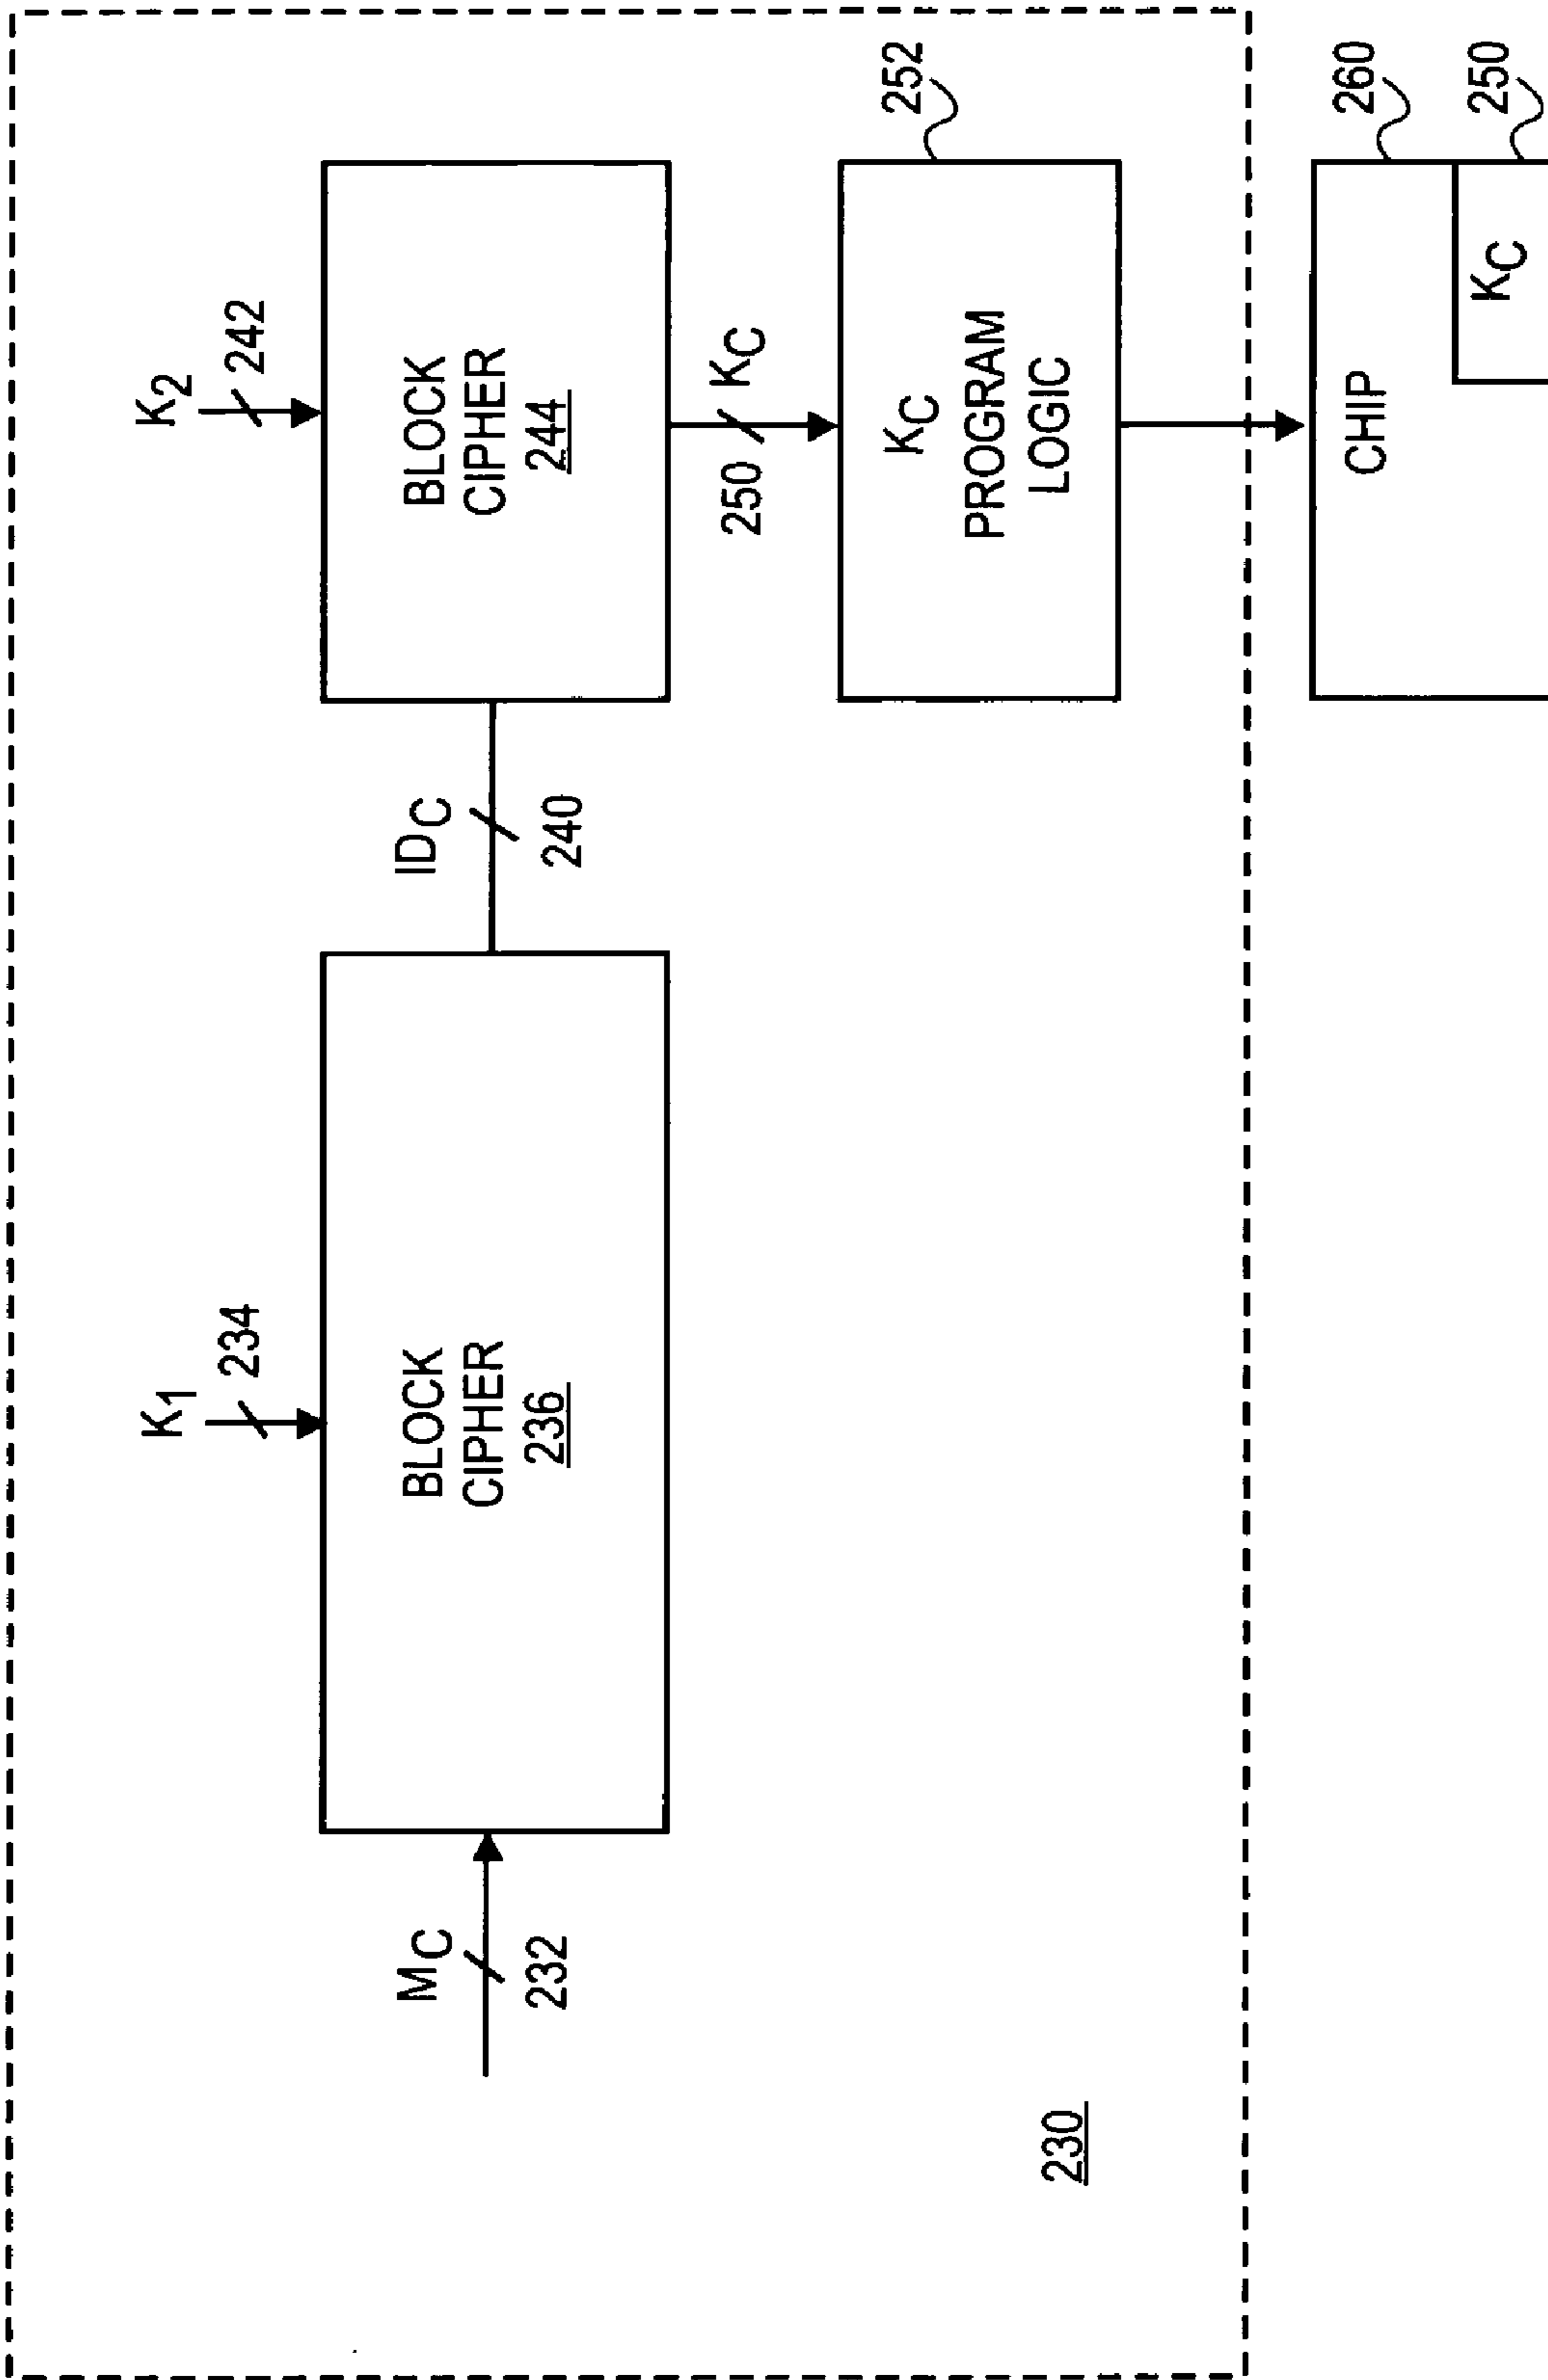 K2
242
K1
234
MC
232
BLOCK
CIPHER
236
IDC
240
BLOCK
CIPHER
244
250
KC
KC
PROGRAM
LOGIC
252
230
CHIP
260
KC
250